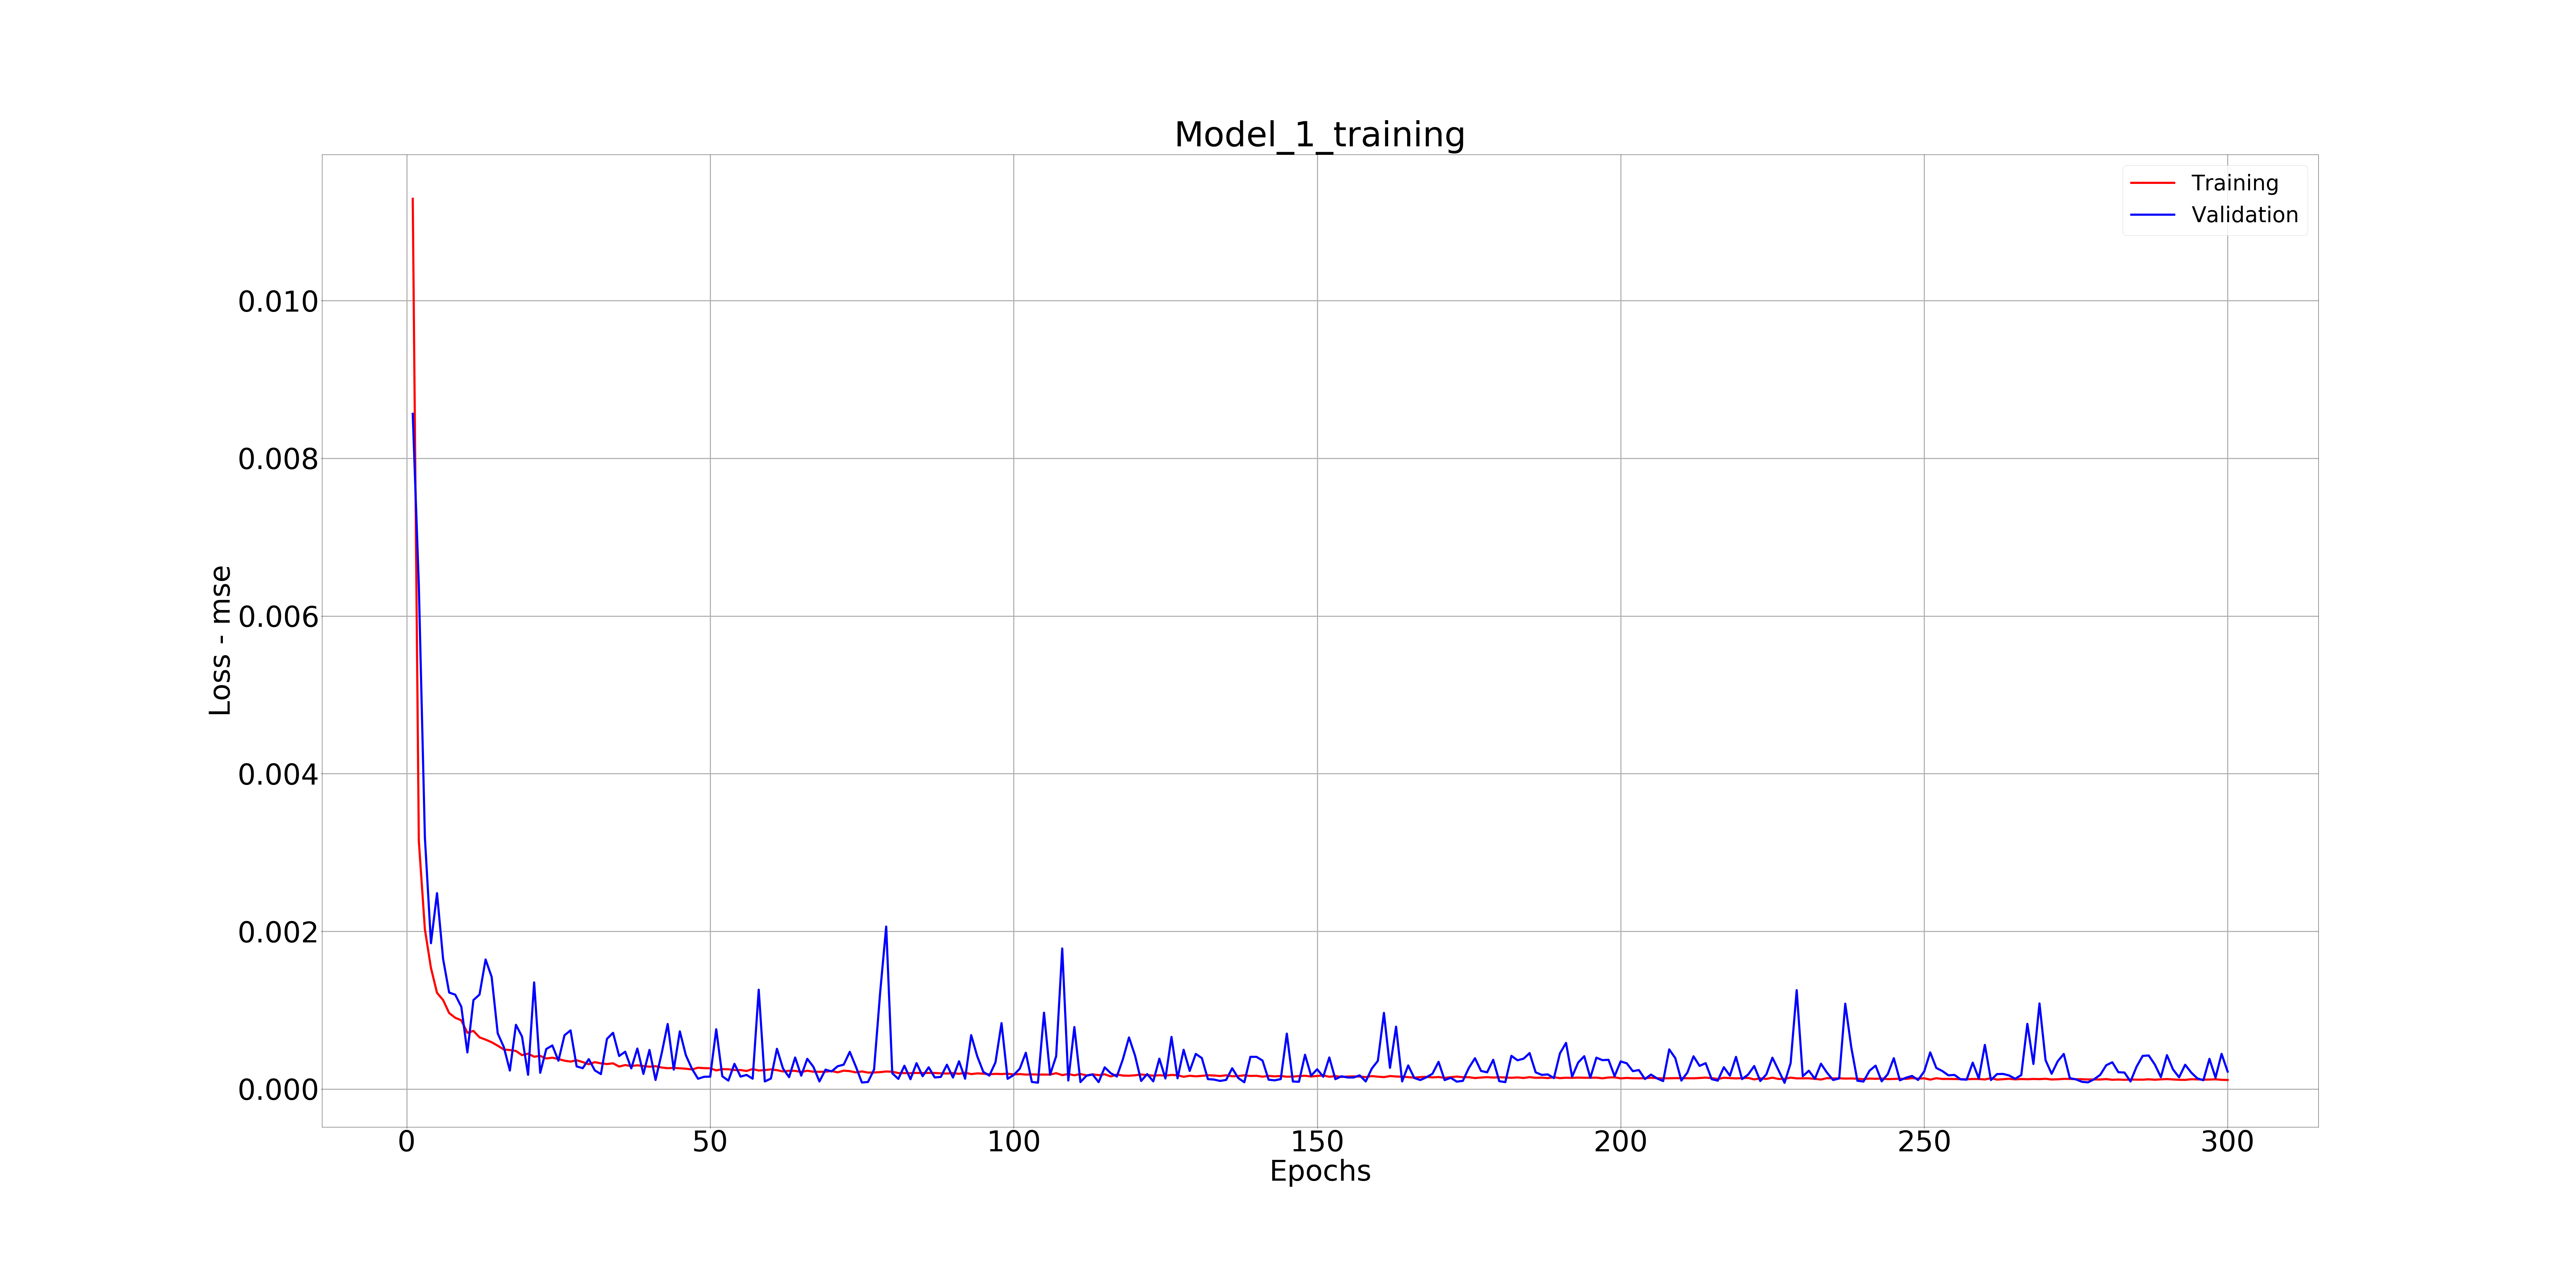 Model_1_training
Training
Validation
0.010
0.008
0.006
0.004
0.002
0.000
Loss - mse
0 50 100 150 200 250 300
Epochs